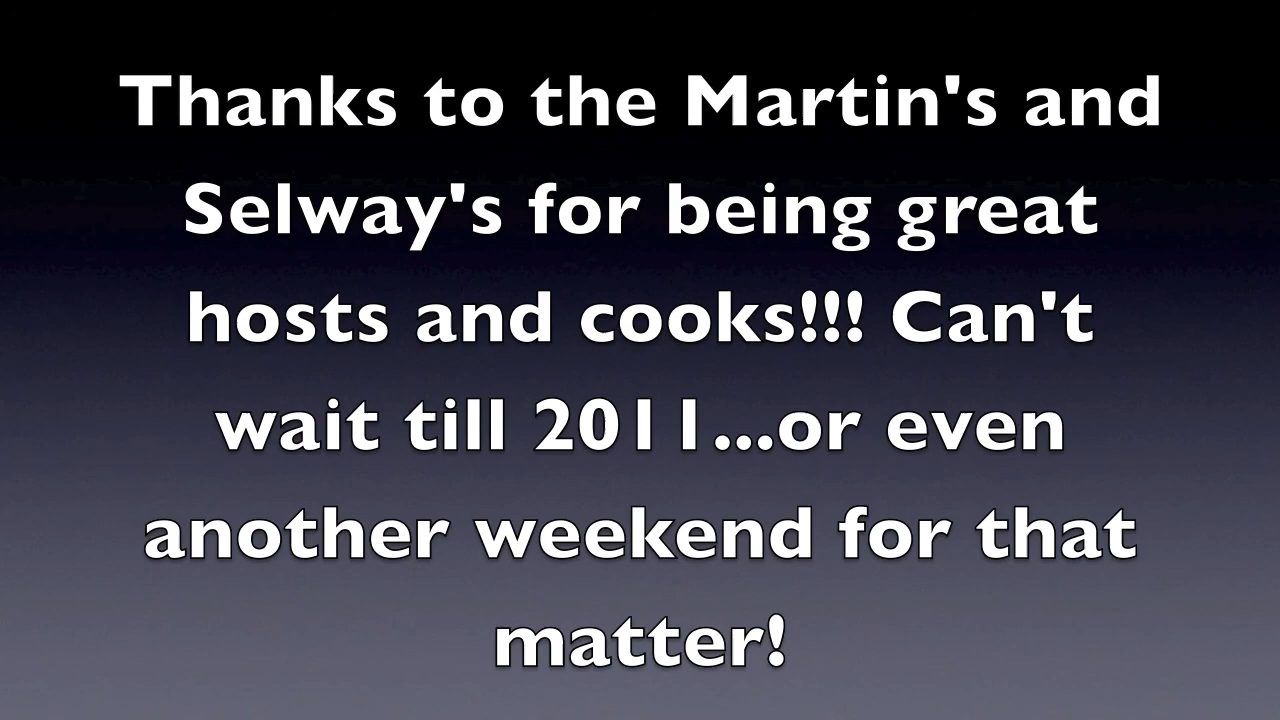 Thanks to the Martin's and
Selway's for being great
hosts and cooks!!! Can't
wait till 2011...or even
another weekend for that
matter!